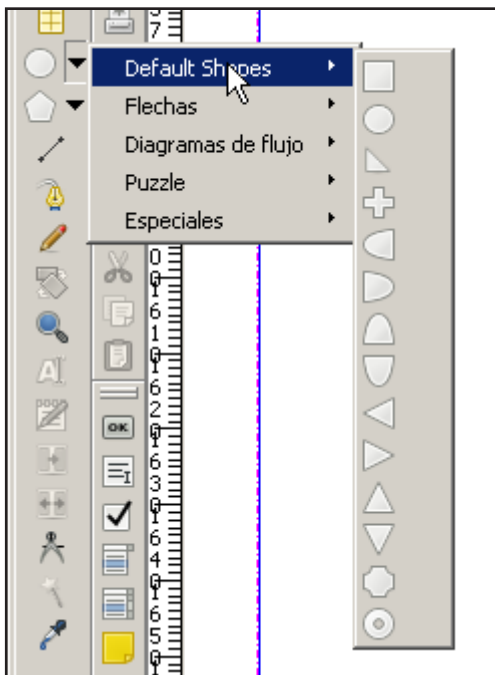 Default Shapes
Flechas
Diagramas de flujo
Puzzle
Especiales
OK